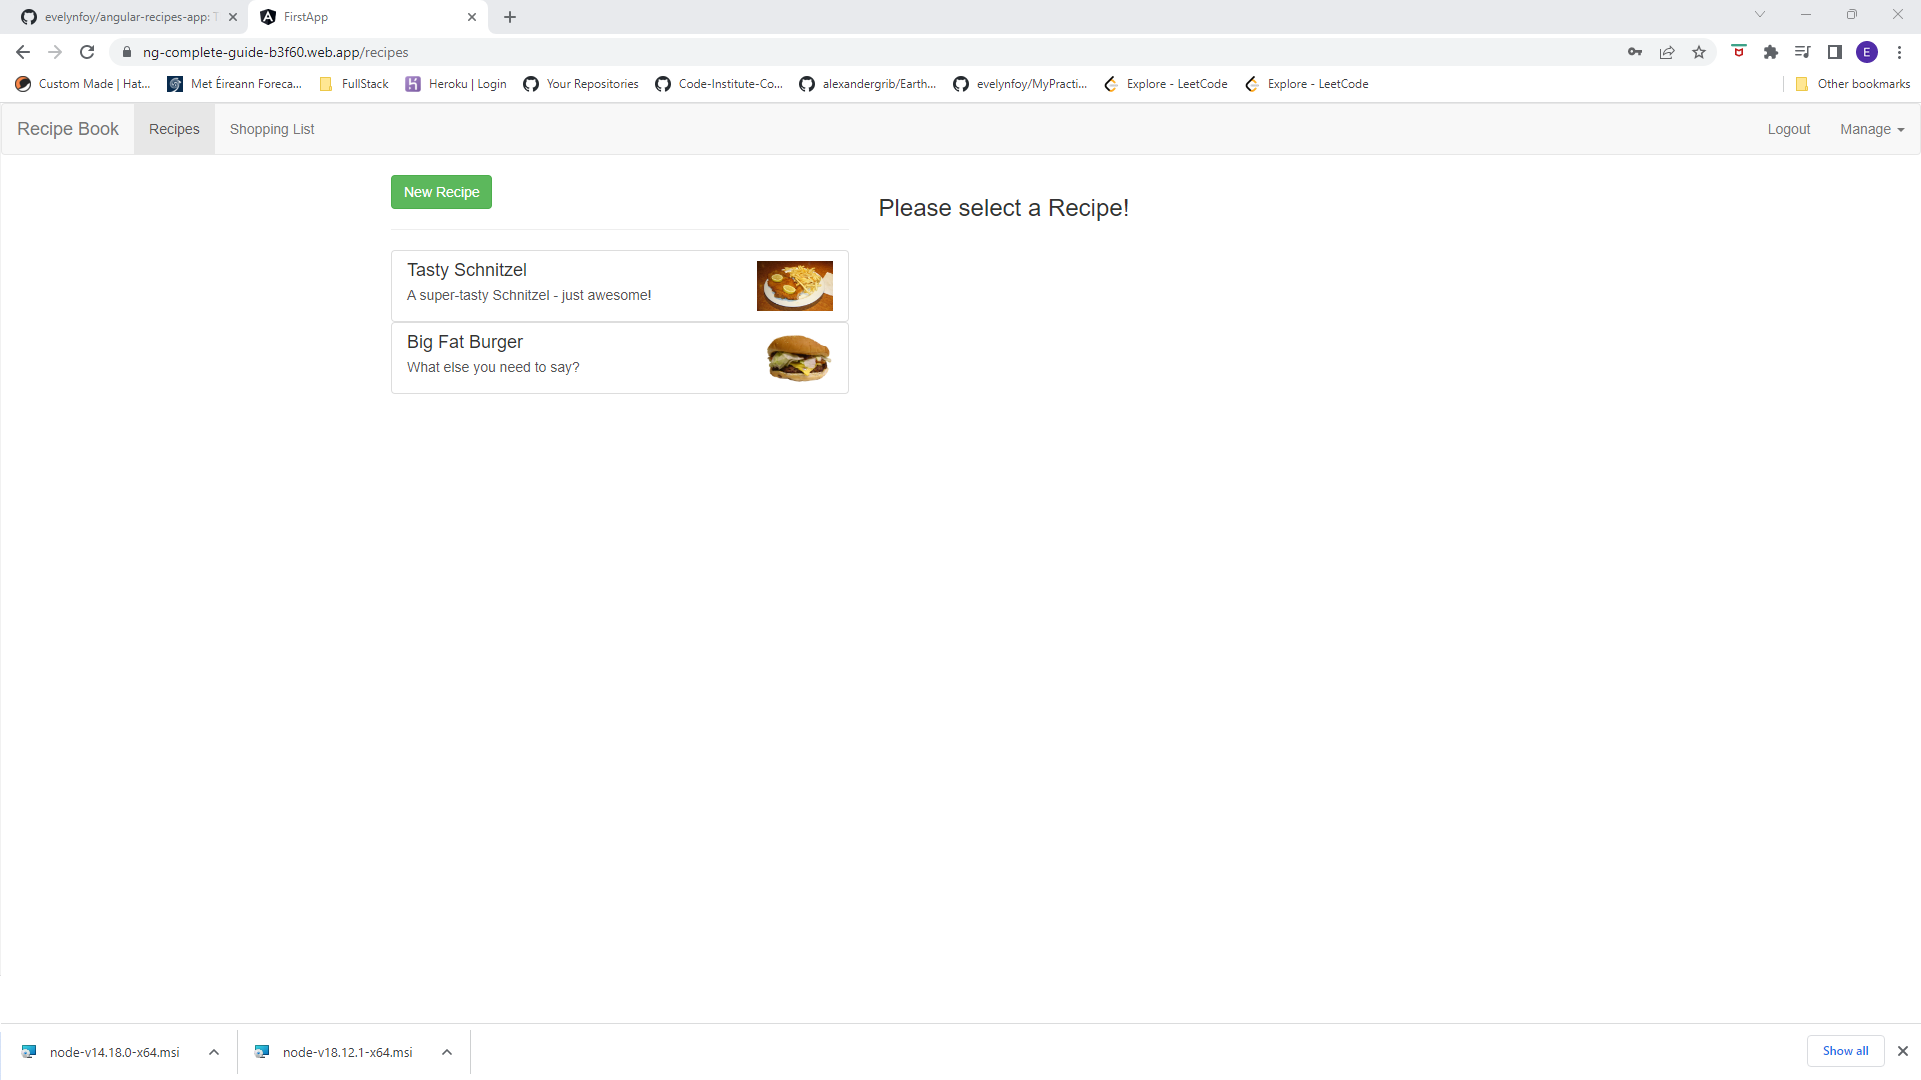 evelynfoy/angular-recipes-app: T
FirstApp
ng-complete-guide-b3f60.web.app/recipes
E
Custom Made | Hat...
Met Éireann Foreca...
FullStack
Heroku | Login
Your Repositories
Code-Institute-Co...
alexandergrib/Earth...
evelynfoy/MyPracti...
Explore - LeetCode
Explore - LeetCode
Other bookmarks
Recipe Book
Recipes
Shopping List
Logout
Manage
New Recipe
Please select a Recipe!
Tasty Schnitzel
A super-tasty Schnitzel - just awesome!
Big Fat Burger
What else you need to say?
node-v14.18.0-x64.msi
node-v18.12.1-x64.msi
Show all